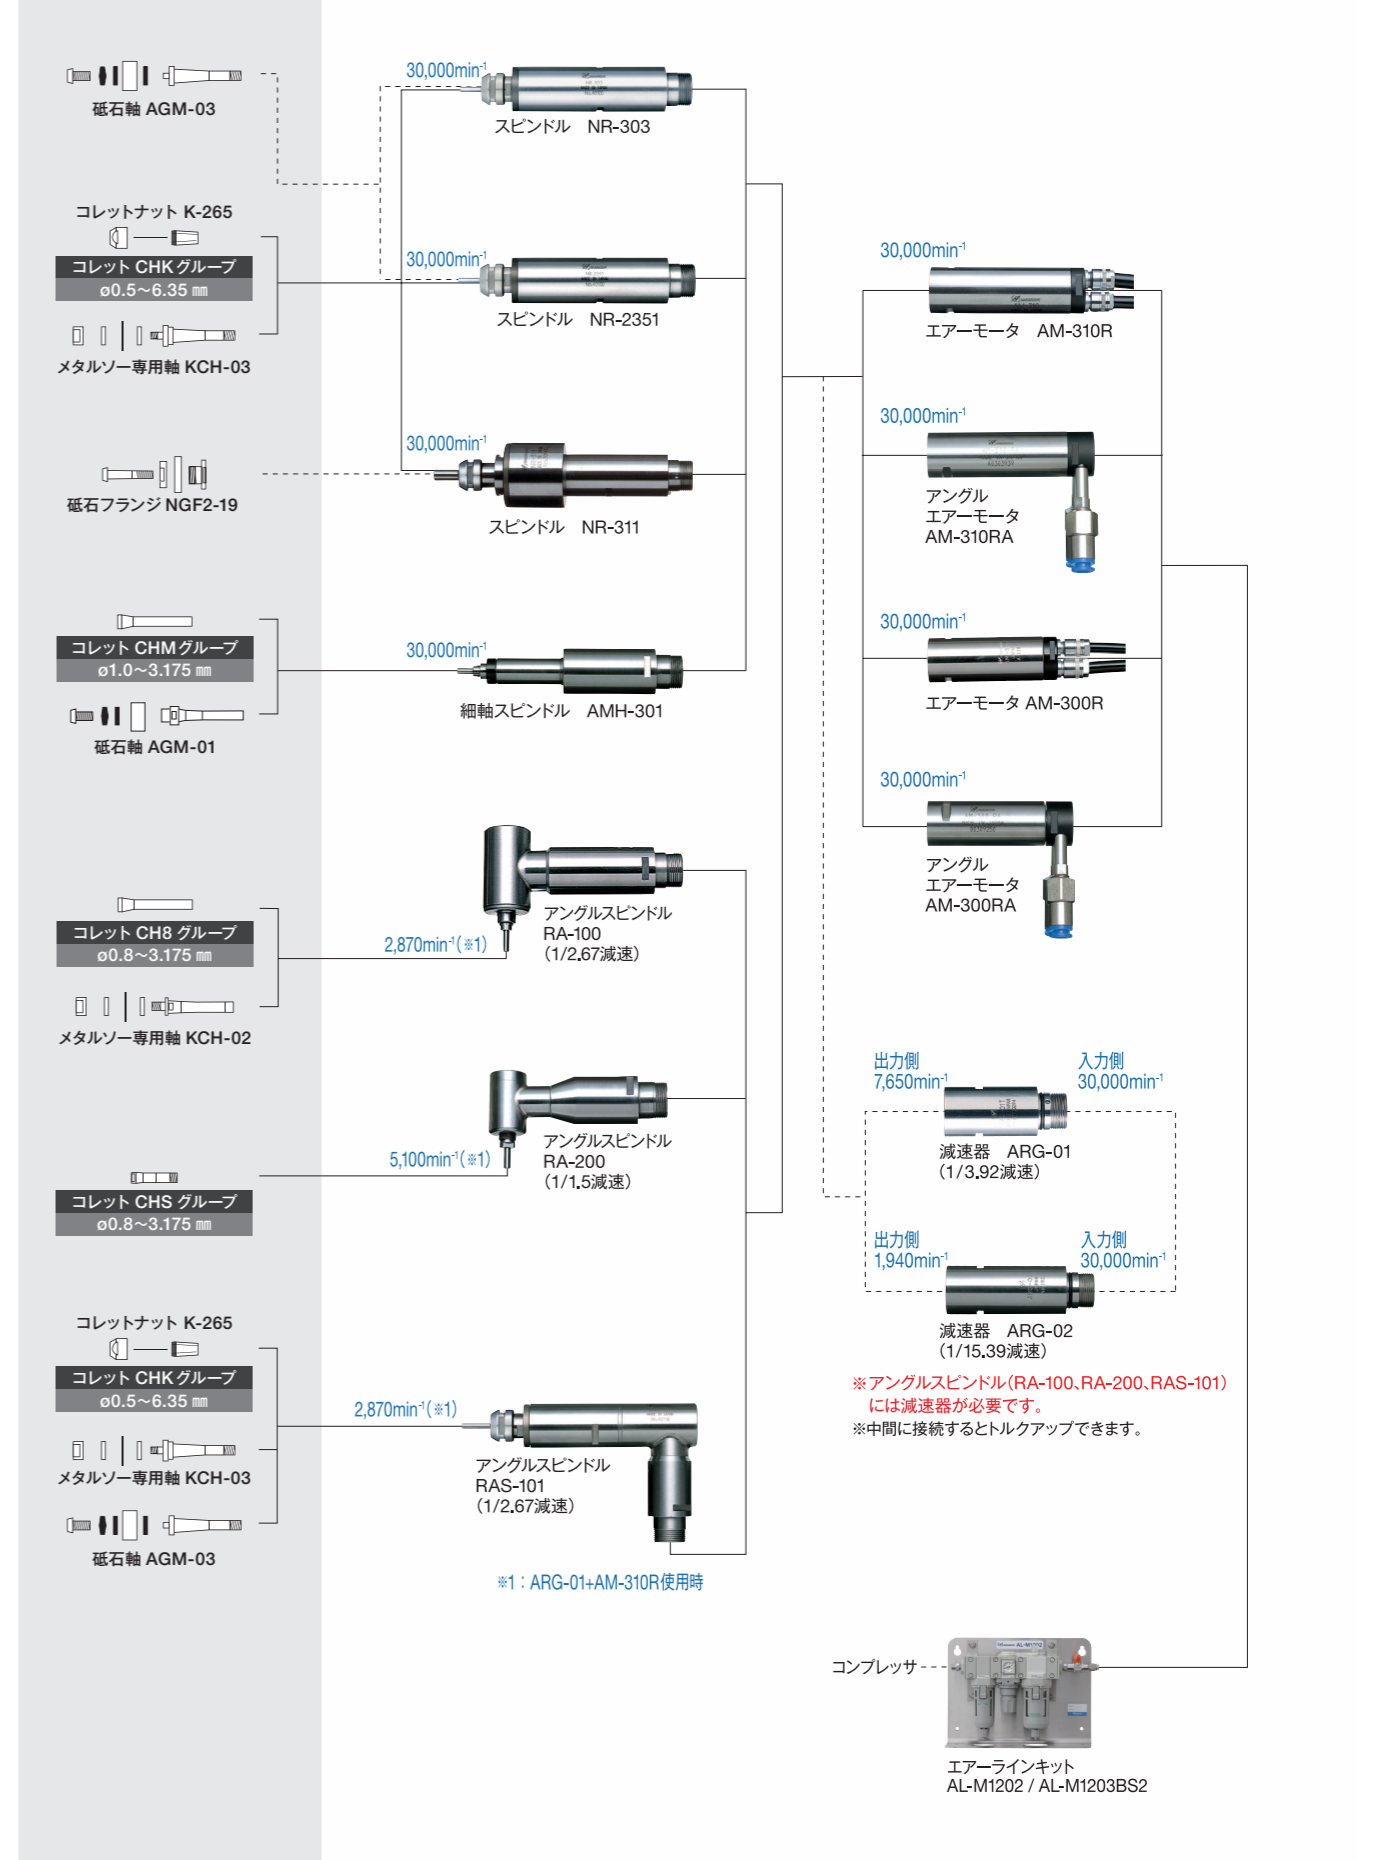 砥石軸 AGM-03
コレットナット K-265
コレット CHK グループ
ø0.5～6.35 ㎜
メタルソー専用軸 KCH-03
砥石フランジ NGF2-19
コレット CHM グループ
ø1.0～3.175 ㎜
砥石軸 AGM-01
コレット CH8 グループ
ø0.8～3.175 ㎜
メタルソー専用軸 KCH-02
コレット CHS グループ
ø0.8～3.175 ㎜
コレットナット K-265
コレット CHK グループ
ø0.5～6.35 ㎜
メタルソー専用軸 KCH-03
砥石軸 AGM-03
30,000min⁻¹
スピンドル　NR-303
30,000min⁻¹
スピンドル　NR-2351
30,000min⁻¹
スピンドル　NR-311
30,000min⁻¹
細軸スピンドル　AMH-301
2,870min⁻¹（※1）
アングルスピンドル
RA-100
（1/2.67減速）
5,100min⁻¹（※1）
アングルスピンドル
RA-200
（1/1.5減速）
2,870min⁻¹（※1）
アングルスピンドル
RAS-101
（1/2.67減速）
※1：ARG-01+AM-310R使用時
30,000min⁻¹
エアーモータ　AM-310R
30,000min⁻¹
アングル
エアーモータ
AM-310RA
30,000min⁻¹
エアーモータ AM-300R
30,000min⁻¹
アングル
エアーモータ
AM-300RA
出力側
7,650min⁻¹
入力側
30,000min⁻¹
減速器　ARG-01
（1/3.92減速）
出力側
1,940min⁻¹
入力側
30,000min⁻¹
減速器　ARG-02
（1/15.39減速）
※アングルスピンドル（RA-100、RA-200、RAS-101）
には減速器が必要です。
※中間に接続するとトルクアップできます。
コンプレッサ
AL-M1202
エアーラインキット
AL-M1202 / AL-M1203BS2